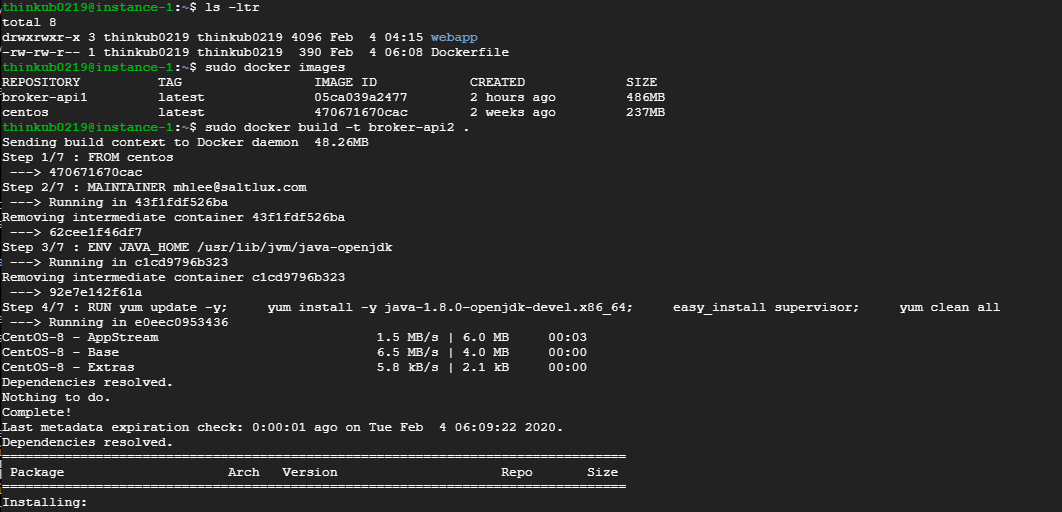 thinkub0219@instance-1:~$ ls -ltr
total 8
drwxrwxr-x 3 thinkub0219 thinkub0219 4096 Feb  4 04:15 webapp
-rw-rw-r-- 1 thinkub0219 thinkub0219  390 Feb  4 06:08 Dockerfile
thinkub0219@instance-1:~$ sudo docker images
REPOSITORY          TAG                 IMAGE ID            CREATED             SIZE
broker-api1         latest              05ca039a2477        2 hours ago         486MB
centos              latest              470671670cac        2 weeks ago         237MB
thinkub0219@instance-1:~$ sudo docker build -t broker-api2 .
Sending build context to Docker daemon  48.26MB
Step 1/7 : FROM centos
 ---> 470671670cac
Step 2/7 : MAINTAINER mhlee@saltlux.com
 ---> Running in 43f1fdf526ba
Removing intermediate container 43f1fdf526ba
 ---> 62cee1f46df7
Step 3/7 : ENV JAVA_HOME /usr/lib/jvm/java-openjdk
 ---> Running in c1cd9796b323
Removing intermediate container c1cd9796b323
 ---> 92e7e142f61a
Step 4/7 : RUN yum update -y;     yum install -y java-1.8.0-openjdk-devel.x86_64;     easy_install supervisor;     yum clean all
 ---> Running in e0eec0953436
CentOS-8 - AppStream                            1.5 MB/s | 6.0 MB     00:03
CentOS-8 - Base                                 6.5 MB/s | 4.0 MB     00:00
CentOS-8 - Extras                               5.8 kB/s | 2.1 kB     00:00
Dependencies resolved.
Nothing to do.
Complete!
Last metadata expiration check: 0:00:01 ago on Tue Feb  4 06:09:22 2020.
Dependencies resolved.
================================================================================
 Package                     Arch   Version                     Repo       Size
================================================================================
Installing: